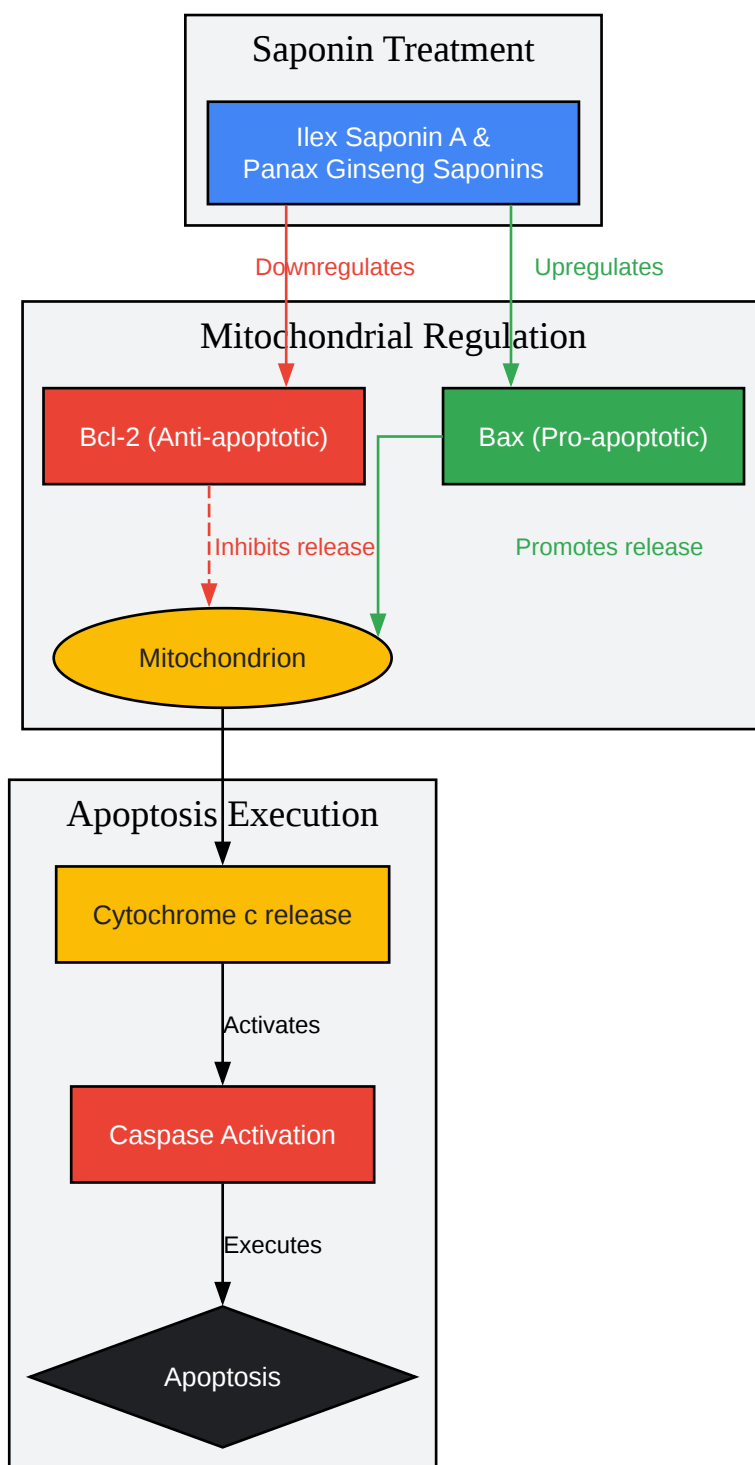 Saponin Treatment
Ilex Saponin A &
Panax Ginseng Saponins
Downregulates
Upregulates
Mitochondrial Regulation
Bcl-2 (Anti-apoptotic)
Bax (Pro-apoptotic)
Inhibits release
Promotes release
Mitochondrion
Apoptosis Execution
Cytochrome c release
Activates
Caspase Activation
Executes
Apoptosis